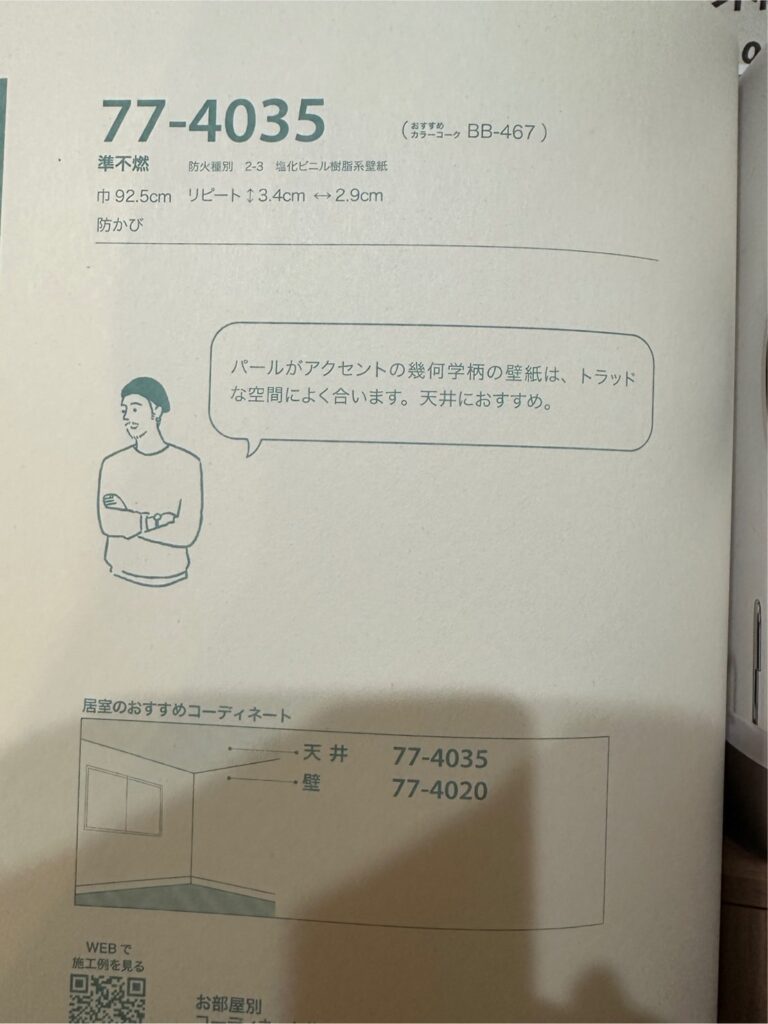 77-4035
(おすすめカラーコーク BB-467)
準不燃 防火種別 2-3 塩化ビニル樹脂系壁紙
巾92.5cm リピート↕3.4cm ↔2.9cm
防かび
パールがアクセントの幾何学柄の壁紙は、トラッド
な空間によく合います。天井におすすめ。
居室のおすすめコーディネート
天井 77-4035
壁 77-4020
WEBで
施工例を見る
お部屋別